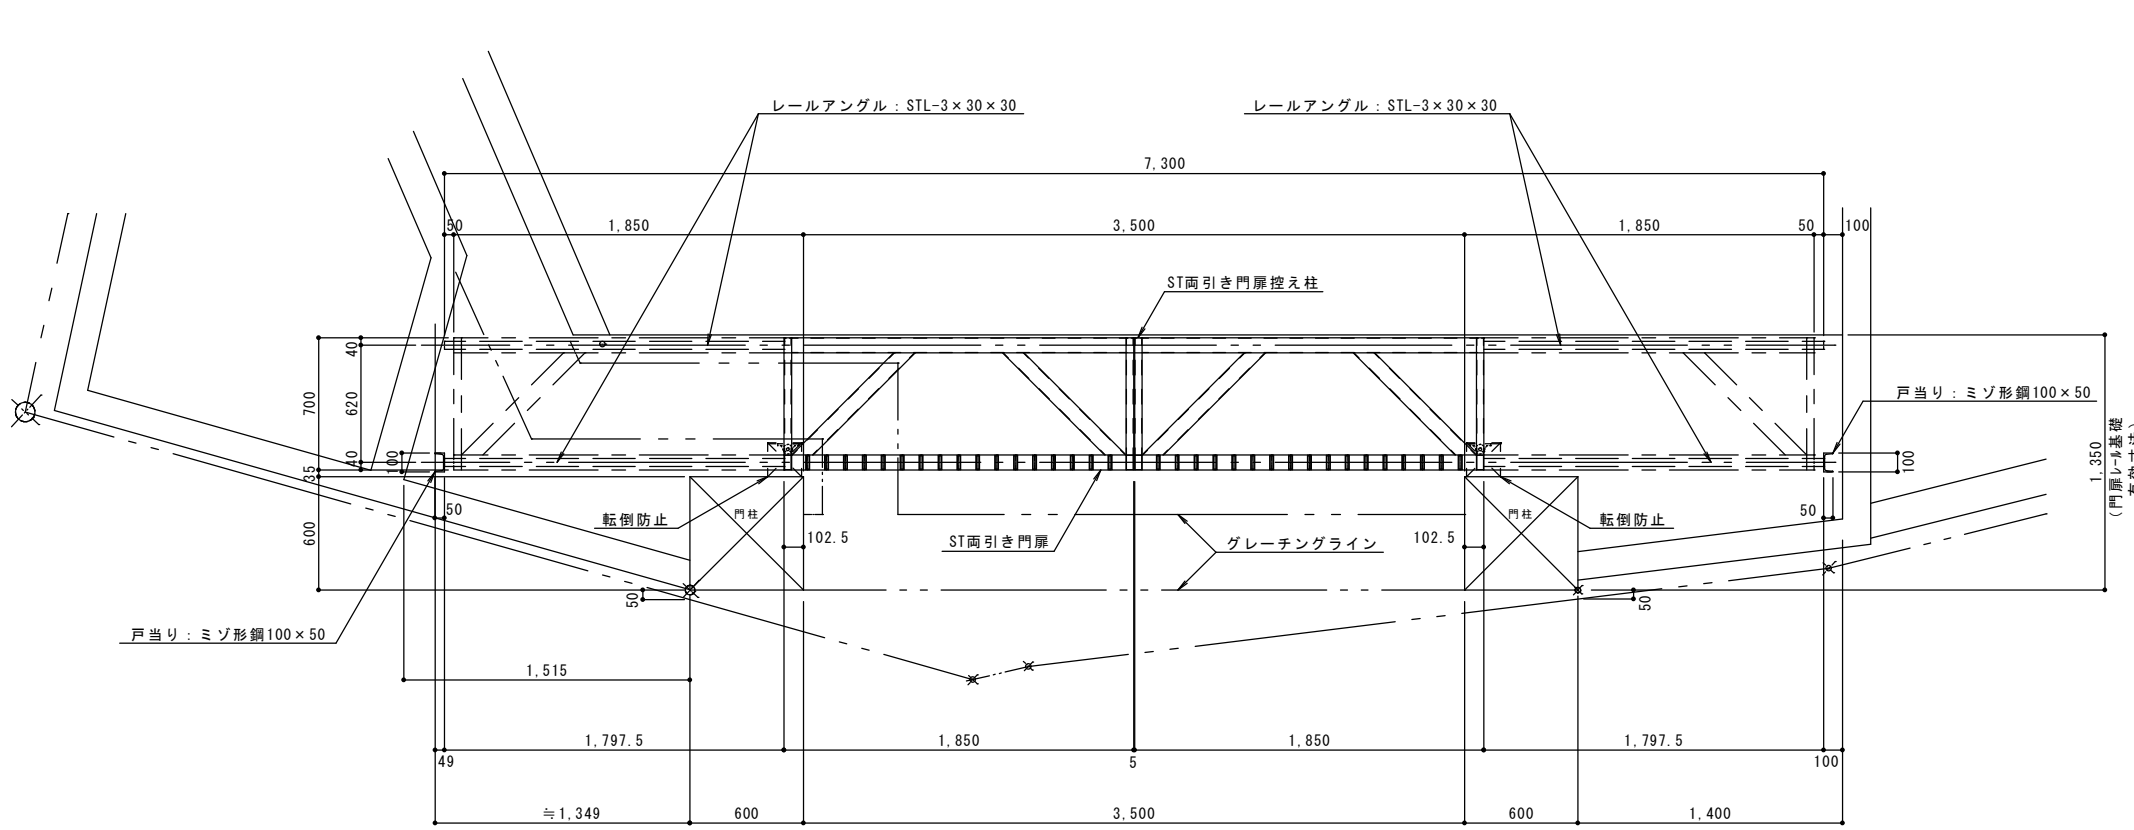 レールアングル：STL-3×30×30
レールアングル：STL-3×30×30
7,300
50
1,850
3,500
1,850
50
100
ST両引き門扉控え柱
40
620
700
40
100
35
600
戸当り：ミゾ形鋼100×50
100
1,350
（門扉レール基礎
50
50
転倒防止
門柱
102.5
ST両引き門扉
グレーチングライン
102.5
門柱
転倒防止
50
50
戸当り：ミゾ形鋼100×50
1,515
1,797.5
1,850
1,850
1,797.5
49
5
100
≒1,349
600
3,500
600
1,400